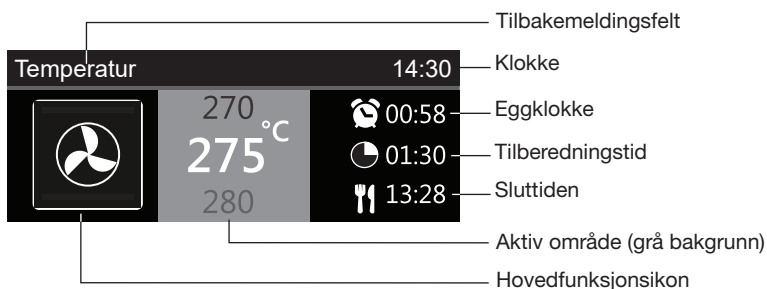 Tilbakemeldingsfelt
Temperatur 14:30 Klokke
270 00:58 Eggklokke
275°C 01:30 Tilberedningstid
280 13:28 Sluttiden
Aktiv område (grå bakgrunn)
Hovedfunksjonsikon